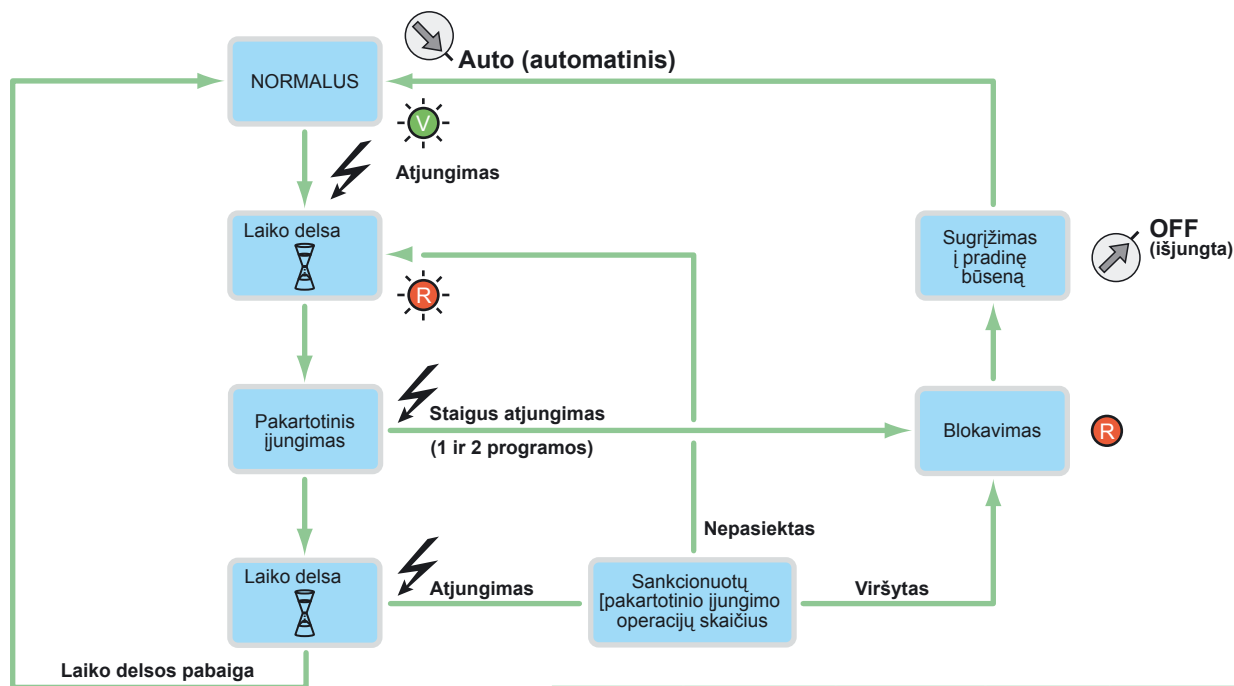 Auto (automatinis)
NORMALUS
V
Atjungimas
Laiko delsa
R
Sugrįžimas
į pradinę
būseną
OFF
(išjungta)
Pakartotinis
įjungimas
Staigus atjungimas
(1 ir 2 programos)
Blokavimas
R
Nepasiektas
Laiko delsa
Atjungimas
Sankcionuotų
[pakartotinio įjungimo
operacijų skaičius
Viršytas
Laiko delsos pabaiga